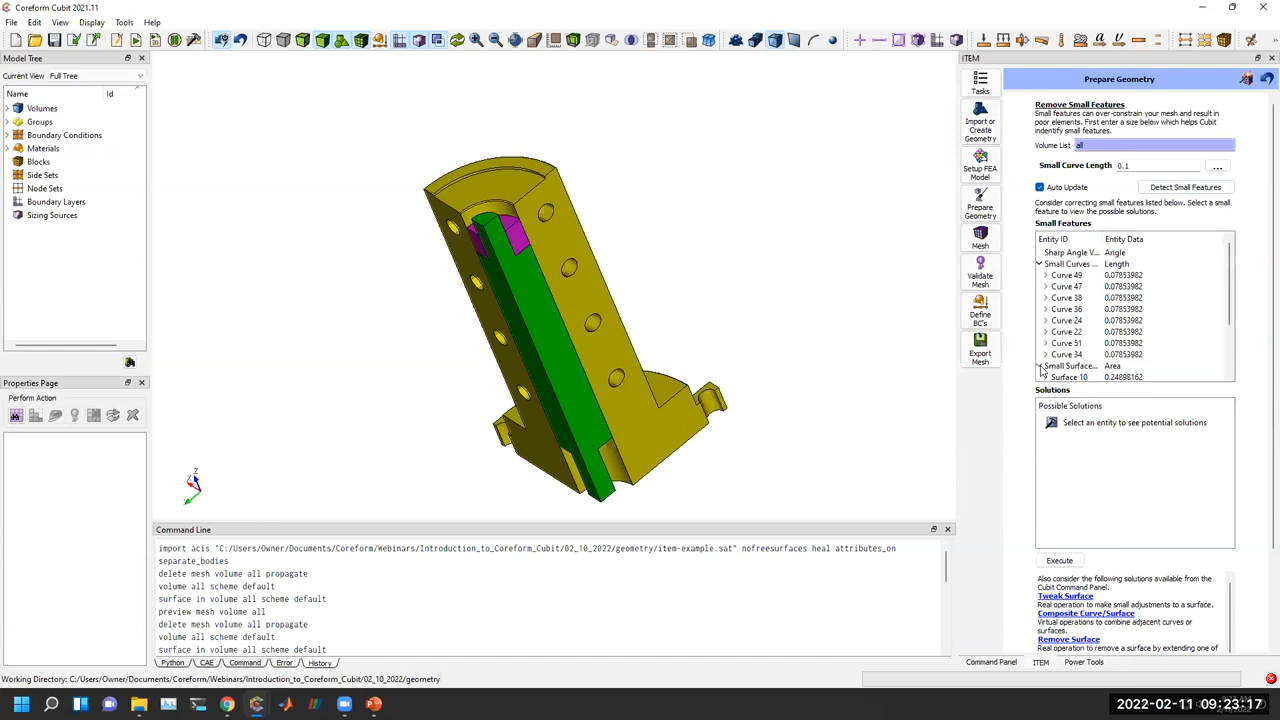 Coreform Cubit 2021.11
File Edit View Display Tools Help
Model Tree
Current View Full Tree
Name Id
Volumes
Groups
Boundary Conditions
Materials
Blocks
Side Sets
Node Sets
Boundary Layers
Sizing Sources
Properties Page
Perform Action
Z
Command Line
import acis "C:/Users/Owner/Documents/Coreform/Webinars/Introduction_to_Coreform_Cubit/02_10_2022/geometry/item-example.sat" nofreesurfaces heal attributes_on
separate_bodies
delete mesh volume all propagate
volume all scheme default
surface in volume all scheme default
preview mesh volume all
delete mesh volume all propagate
volume all scheme default
surface in volume all scheme default
Python CAE Command Error History
Working Directory: C:/Users/Owner/Documents/Coreform/Webinars/Introduction_to_Coreform_Cubit/02_10_2022/geometry
ITEM
Tasks
Import or
Create
Geometry
Setup FEA
Model
Prepare
Geometry
Mesh
Validate
Mesh
Define
BC's
Export
Mesh
Prepare Geometry
Remove Small Features
Small features can over-constrain your mesh and result in
poor elements. First enter a size below which helps Cubit
indentify small features.
Volume List all
Small Curve Length 0.1 ...
Auto Update Detect Small Features
Consider correcting small features listed below. Select a small
feature to view the possible solutions.
Small Features
Entity ID Entity Data
Sharp Angle V... Angle
Small Curves ... Length
Curve 49 0.07853982
Curve 47 0.07853982
Curve 38 0.07853982
Curve 36 0.07853982
Curve 24 0.07853982
Curve 22 0.07853982
Curve 51 0.07853982
Curve 34 0.07853982
Small Surface... Area
Surface 10 0.24898162
Solutions
Possible Solutions
Select an entity to see potential solutions
Execute
Also consider the following solutions available from the
Cubit Command Panel.
Tweak Surface
Real operation to make small adjustments to a surface.
Composite Curve/Surface
Virtual operations to combine adjacent curves or
surfaces.
Remove Surface
Real operation to remove a surface by extending one of
Command Panel ITEM Power Tools
2022-02-11 09:23:17